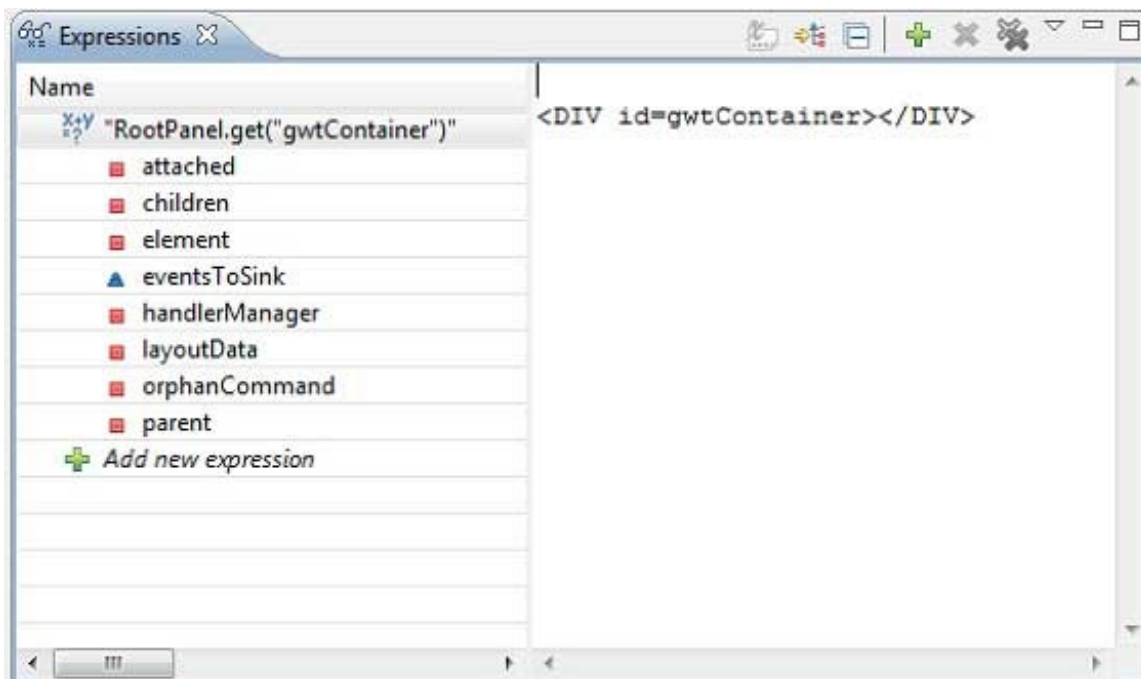 Expressions
Name
"RootPanel.get("gwtContainer")"
attached
children
element
eventsToSink
handlerManager
layoutData
orphanCommand
parent
Add new expression
<DIV id=gwtContainer></DIV>